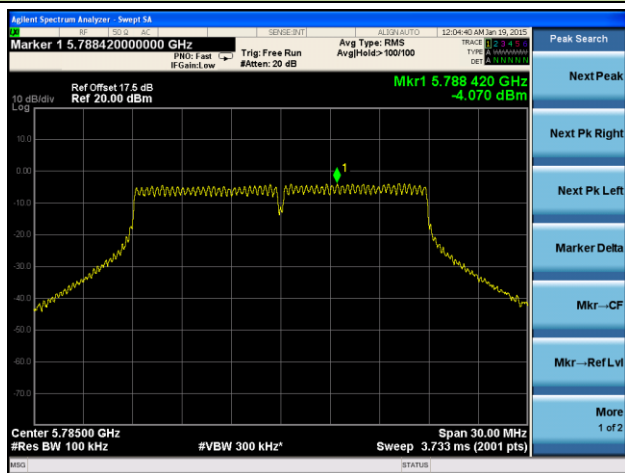 Agilent Spectrum Analyzer - Swept SA
RF 50 Ω AC SENSE:INT ALIGN AUTO 12:04:40 AM Jan 19, 2015
Marker 1 5.788420000000 GHz
PNO: Fast
IFGain:Low
Trig: Free Run
#Atten: 20 dB
Avg Type: RMS
Avg|Hold:>100/100
TRACE 1 2 3 4 5 6
TYPE
DET A N N N N N
Peak Search
Mkr1 5.788 420 GHz
-4.070 dBm
Ref Offset 17.5 dB
10 dB/div Ref 20.00 dBm
Log
10.0
0.00
-10.0
-20.0
-30.0
-40.0
-50.0
-60.0
-70.0
1
Next Peak
Next Pk Right
Next Pk Left
Marker Delta
Mkr→CF
Mkr→Ref Lvl
More
1 of 2
Center 5.78500 GHz Span 30.00 MHz
#Res BW 100 kHz #VBW 300 kHz* Sweep 3.733 ms (2001 pts)
MSG STATUS